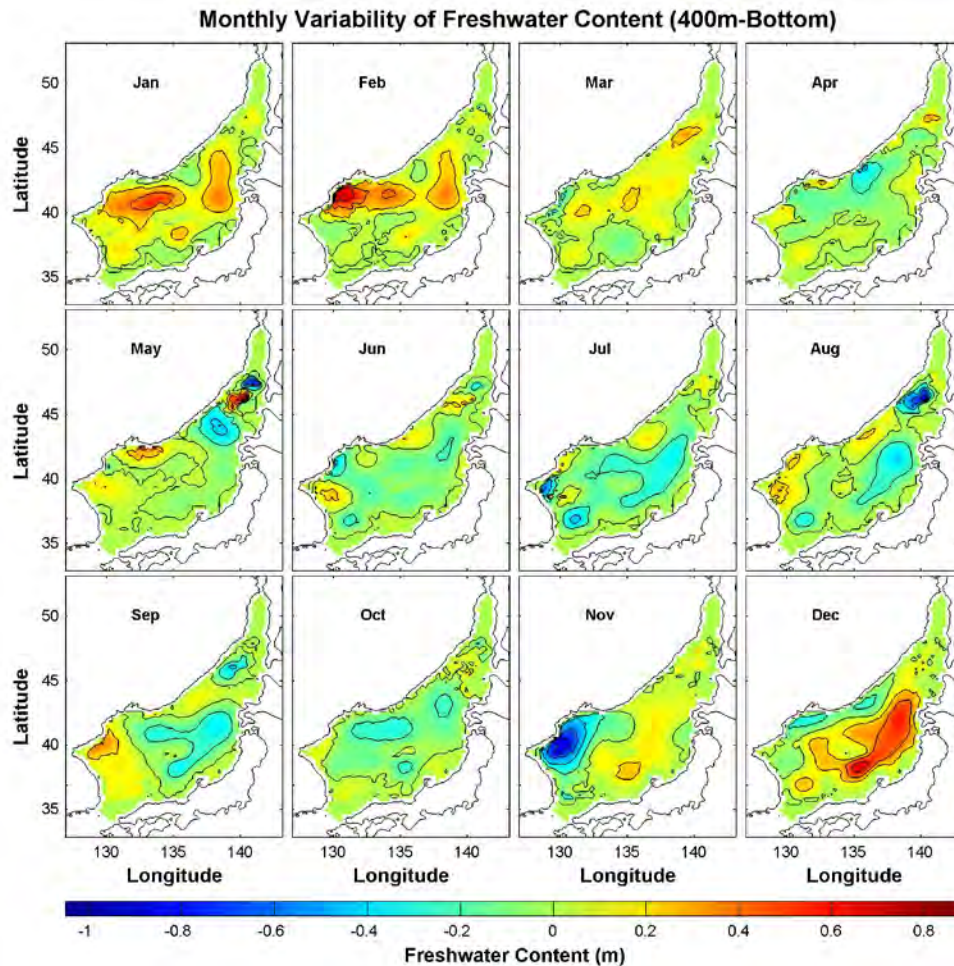 Monthly Variability of Freshwater Content (400m-Bottom)
Jan Feb Mar Apr
50
45
40
35
Latitude
May Jun Jul Aug
50
45
40
35
Latitude
Sep Oct Nov Dec
50
45
40
35
Latitude
130 135 140 130 135 140 130 135 140 130 135 140
Longitude Longitude Longitude Longitude
-1 -0.8 -0.6 -0.4 -0.2 0 0.2 0.4 0.6 0.8
Freshwater Content (m)